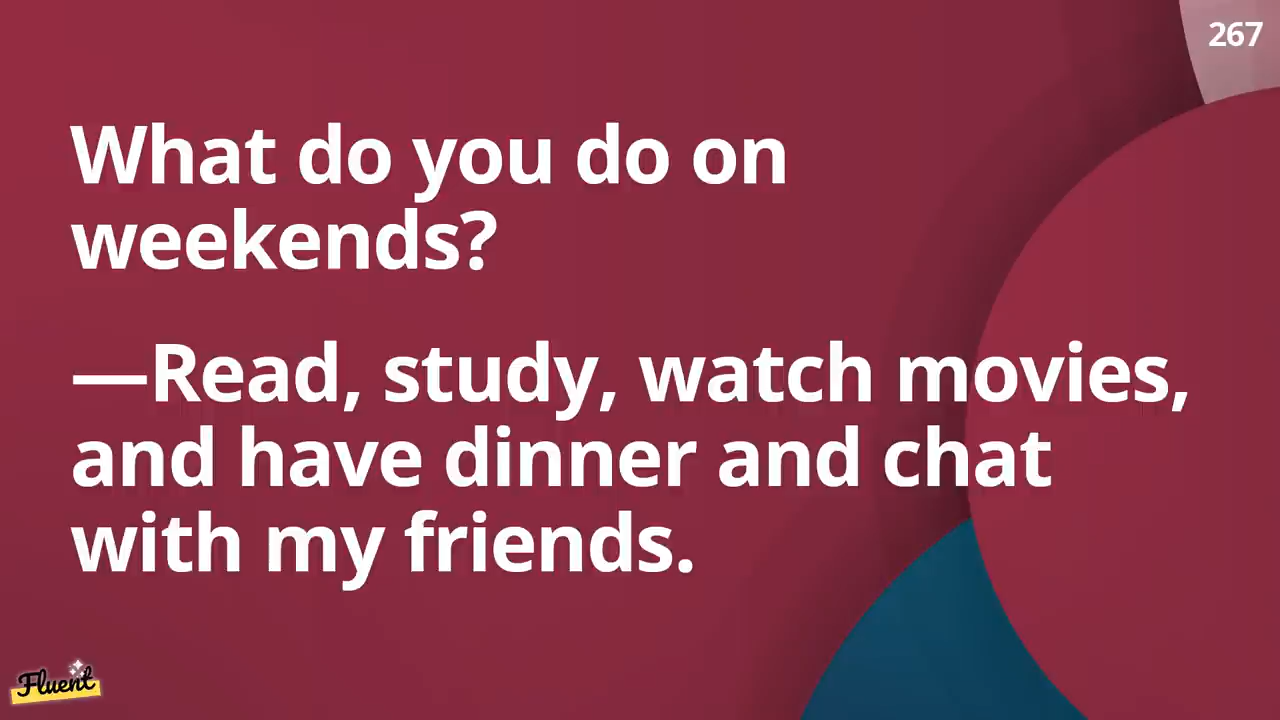 267
What do you do on
weekends?
—Read, study, watch movies,
and have dinner and chat
with my friends.
Fluent